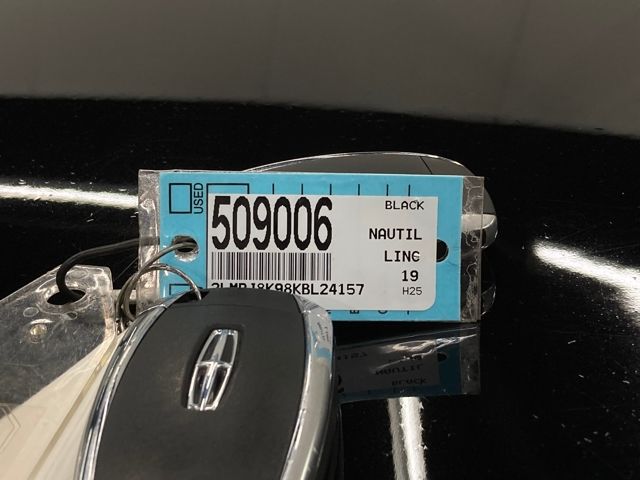 USED
509006
BLACK
NAUTIL
LINC
19
2LMPJ8K98KBL24157
H25